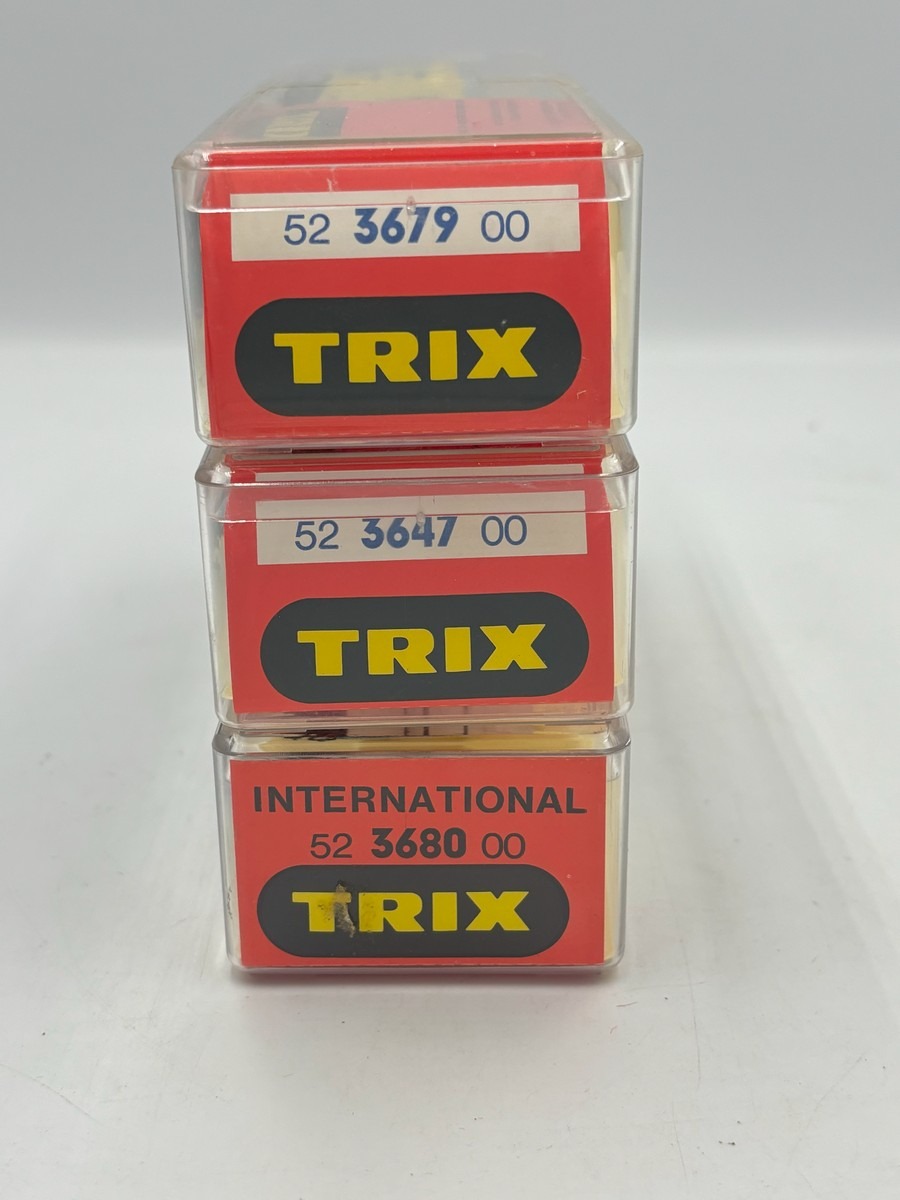 52 3679 00
TRIX
52 3647 00
TRIX
INTERNATIONAL
52 3680 00
TRIX